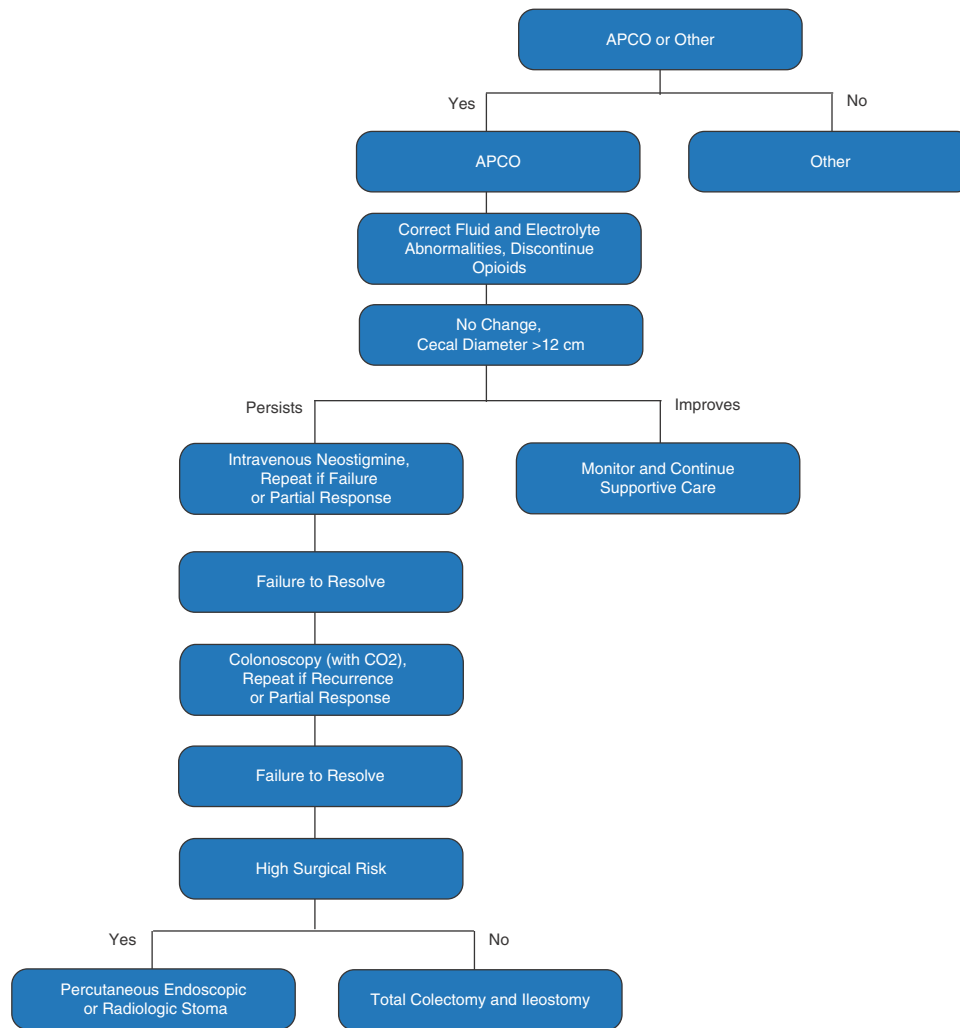 APCO or Other
Yes
No
APCO
Other
Correct Fluid and Electrolyte
Abnormalities, Discontinue
Opioids
No Change,
Cecal Diameter >12 cm
Persists
Improves
Intravenous Neostigmine,
Repeat if Failure
or Partial Response
Monitor and Continue
Supportive Care
Failure to Resolve
Colonoscopy (with CO2),
Repeat if Recurrence
or Partial Response
Failure to Resolve
High Surgical Risk
Yes
No
Percutaneous Endoscopic
or Radiologic Stoma
Total Colectomy and Ileostomy